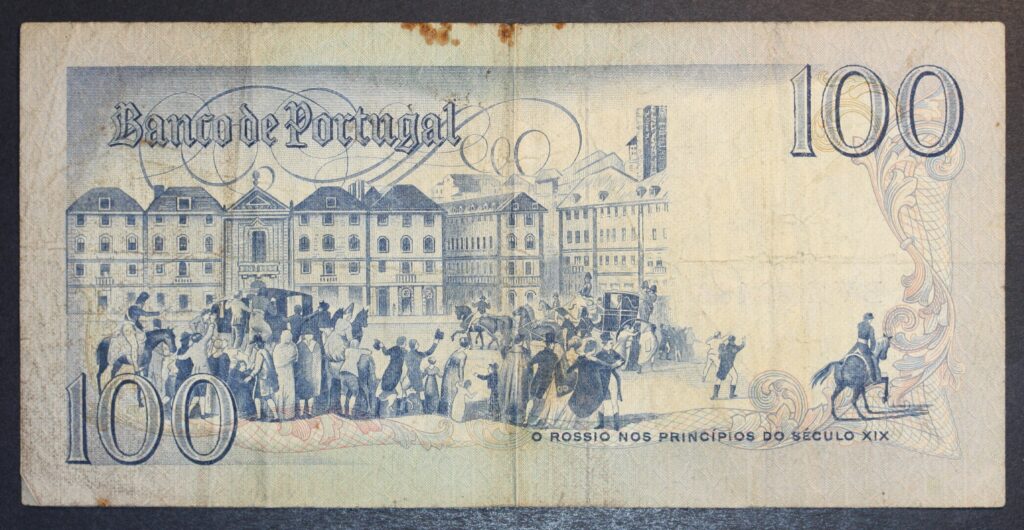 100
Banco de Portugal
O ROSSIO NOS PRINCÍPIOS DO SÉCULO XIX
100